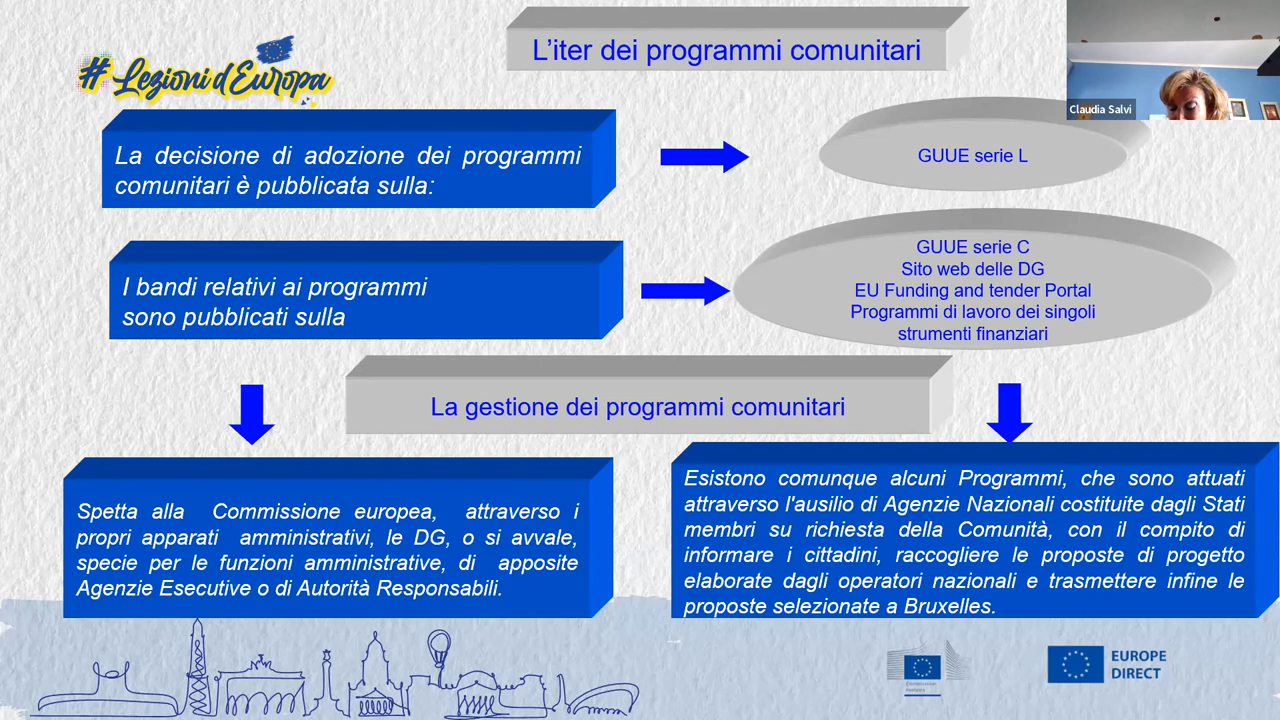 L'iter dei programmi comunitari
#LezionidEuropa
Claudia Salvi
La decisione di adozione dei programmi
comunitari è pubblicata sulla:
GUUE serie L
I bandi relativi ai programmi
sono pubblicati sulla
GUUE serie C
Sito web delle DG
EU Funding and tender Portal
Programmi di lavoro dei singoli
strumenti finanziari
La gestione dei programmi comunitari
Spetta alla Commissione europea, attraverso i
propri apparati amministrativi, le DG, o si avvale,
specie per le funzioni amministrative, di apposite
Agenzie Esecutive o di Autorità Responsabili.
Esistono comunque alcuni Programmi, che sono attuati
attraverso l'ausilio di Agenzie Nazionali costituite dagli Stati
membri su richiesta della Comunità, con il compito di
informare i cittadini, raccogliere le proposte di progetto
elaborate dagli operatori nazionali e trasmettere infine le
proposte selezionate a Bruxelles.
EUROPE
DIRECT